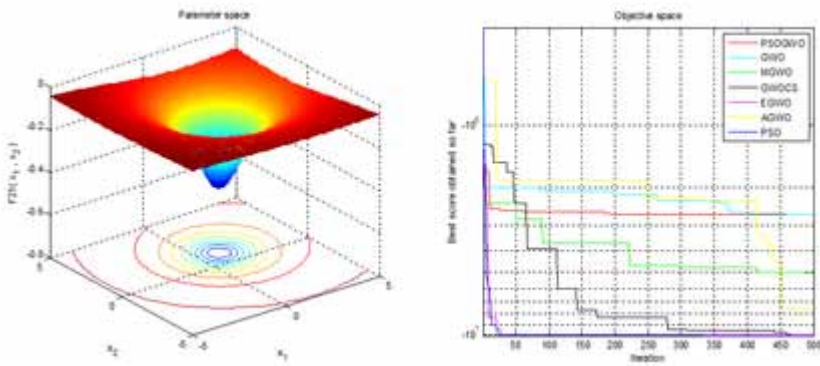 Parameter space
0
-0.2
-0.4
-0.6
-0.8
5
0
-5
-5
0
5
F21( x1 , x2 )
x2
x1
Objective space
PSOGWO
GWO
MGWO
GWOCS
EGWO
AGWO
PSO
Best score obtained so far
50 100 150 200 250 300 350 400 450 500
Iteration